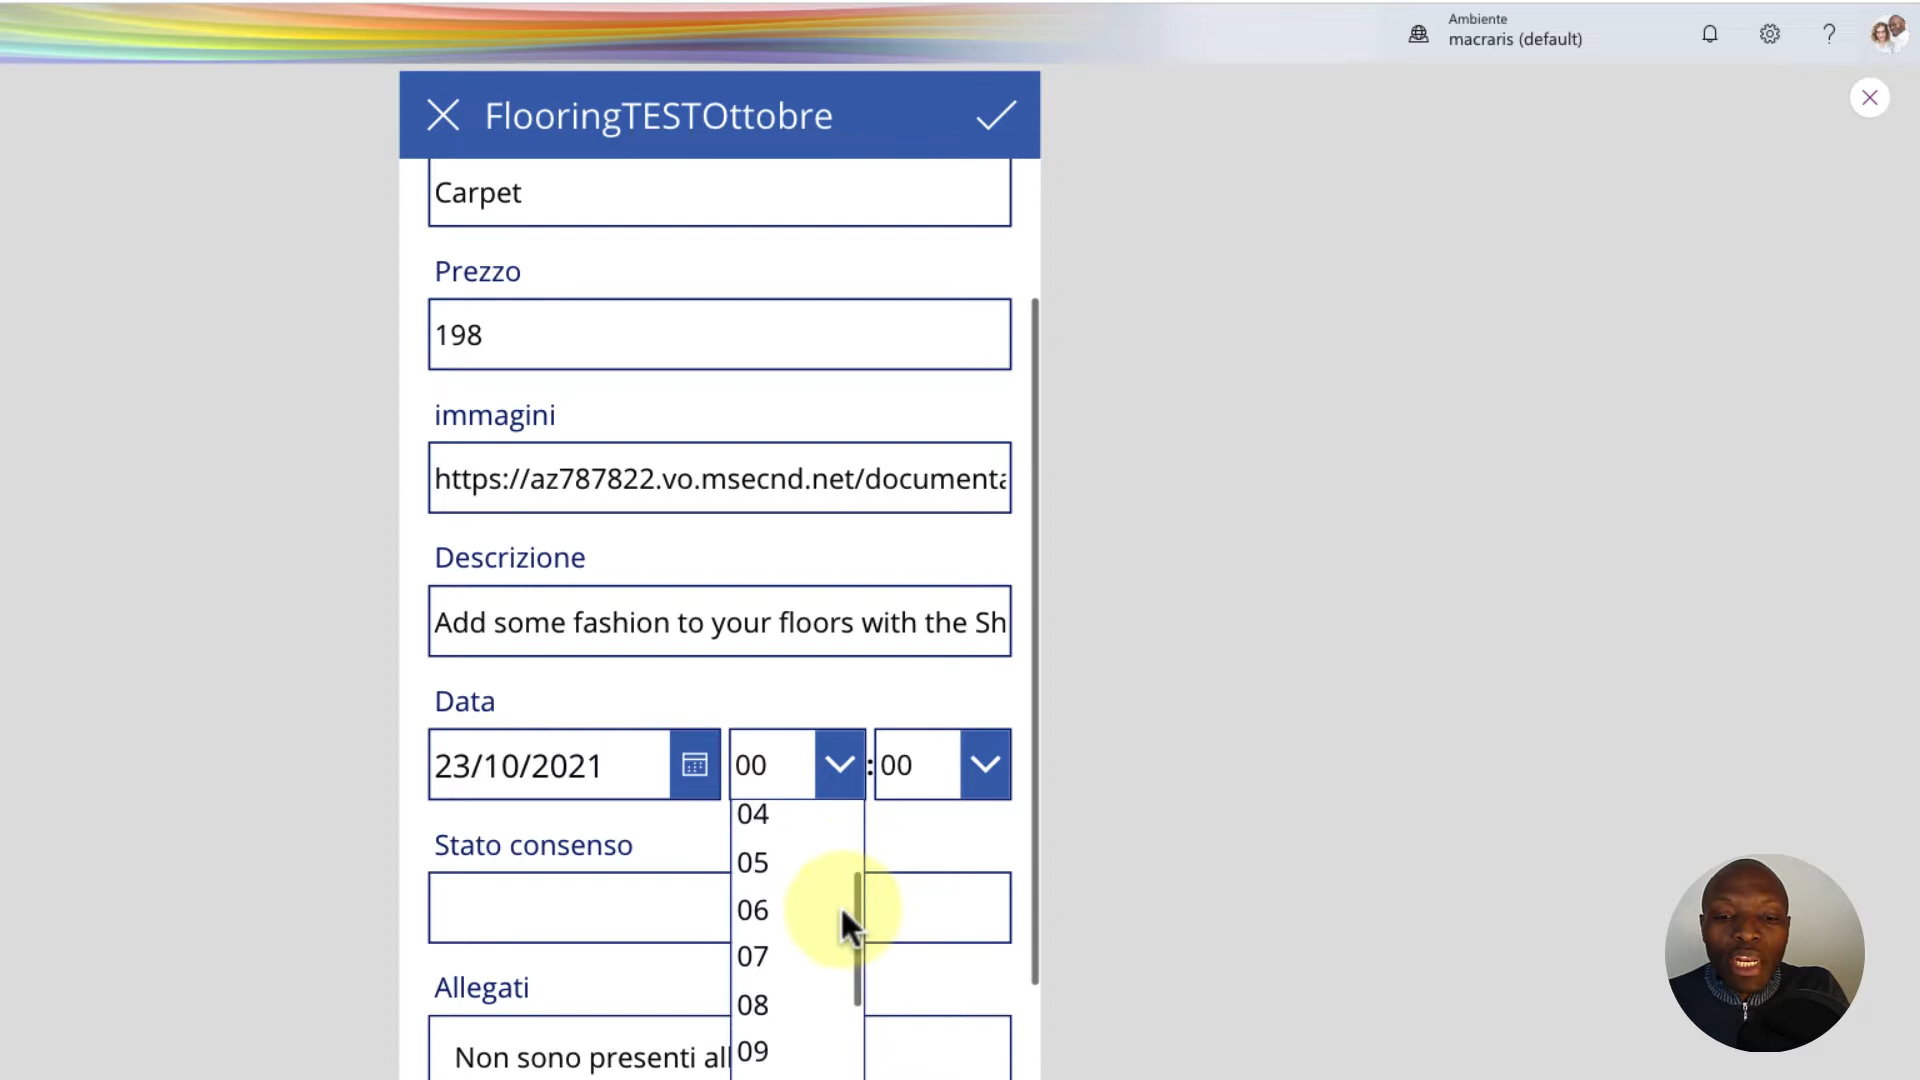 Ambiente
macraris (default)
FlooringTESTOttobre
Carpet
Prezzo
198
immagini
https://az787822.vo.msecnd.net/documenta
Descrizione
Add some fashion to your floors with the Sh
Data
23/10/2021 00 : 00
04
Stato consenso
05
06
07
Allegati
08
Non sono presenti all
09